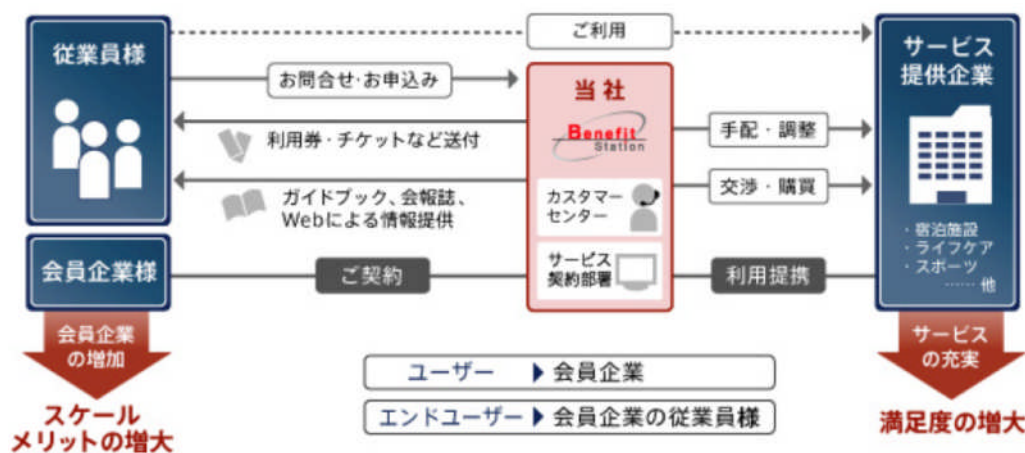 ご利用
従業員様
サービス
提供企業
お問合せ・お申込み
当社
Benefit
Station
利用券・チケットなど送付
手配・調整
ガイドブック、会報誌、
Webによる情報提供
カスタマー
センター
交渉・購買
・宿泊施設
・ライフケア
・スポーツ
…… 他
会員企業様
ご契約
サービス
契約部署
利用提携
会員企業
の増加
サービス
の充実
ユーザー ▶ 会員企業
エンドユーザー ▶ 会員企業の従業員様
スケール
メリットの増大
満足度の増大